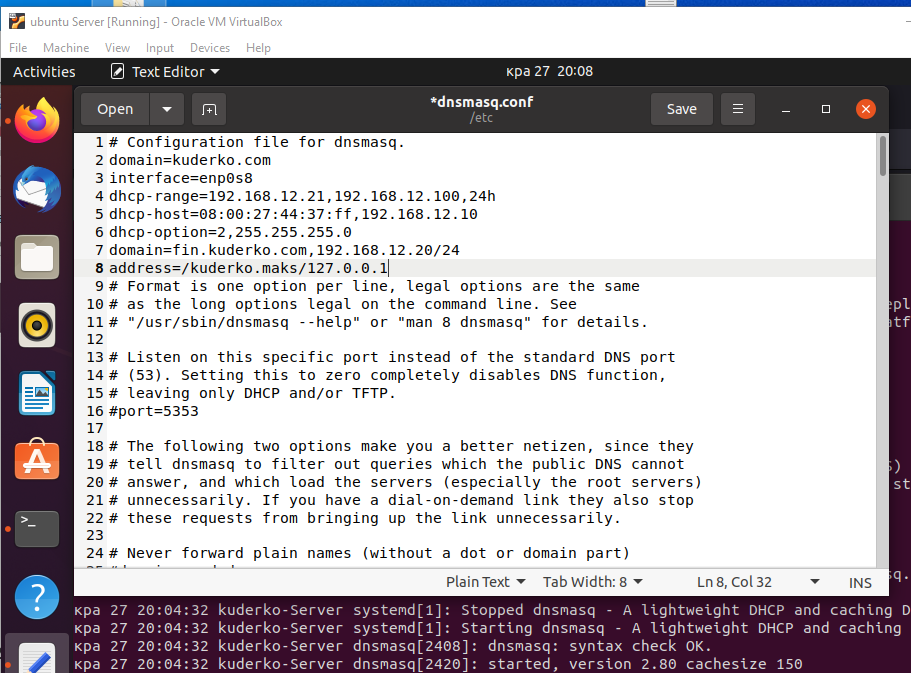 ubuntu Server [Running] - Oracle VM VirtualBox
File Machine View Input Devices Help
Activities Text Editor кра 27 20:08
Open *dnsmasq.conf Save
/etc
1 # Configuration file for dnsmasq.
2 domain=kuderko.com
3 interface=enp0s8
4 dhcp-range=192.168.12.21,192.168.12.100,24h
5 dhcp-host=08:00:27:44:37:ff,192.168.12.10
6 dhcp-option=2,255.255.255.0
7 domain=fin.kuderko.com,192.168.12.20/24
8 address=/kuderko.maks/127.0.0.1
9 # Format is one option per line, legal options are the same
10 # as the long options legal on the command line. See
11 # "/usr/sbin/dnsmasq --help" or "man 8 dnsmasq" for details.
12
13 # Listen on this specific port instead of the standard DNS port
14 # (53). Setting this to zero completely disables DNS function,
15 # leaving only DHCP and/or TFTP.
16 #port=5353
17
18 # The following two options make you a better netizen, since they
19 # tell dnsmasq to filter out queries which the public DNS cannot
20 # answer, and which load the servers (especially the root servers)
21 # unnecessarily. If you have a dial-on-demand link they also stop
22 # these requests from bringing up the link unnecessarily.
23
24 # Never forward plain names (without a dot or domain part)
Plain Text Tab Width: 8 Ln 8, Col 32 INS
кра 27 20:04:32 kuderko-Server systemd[1]: Stopped dnsmasq - A lightweight DHCP and caching D
кра 27 20:04:32 kuderko-Server systemd[1]: Starting dnsmasq - A lightweight DHCP and caching
кра 27 20:04:32 kuderko-Server dnsmasq[2408]: dnsmasq: syntax check OK.
кра 27 20:04:32 kuderko-Server dnsmasq[2420]: started, version 2.80 cachesize 150